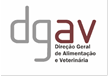 dgav
Direção Geral
de Alimentação
e Veterinária